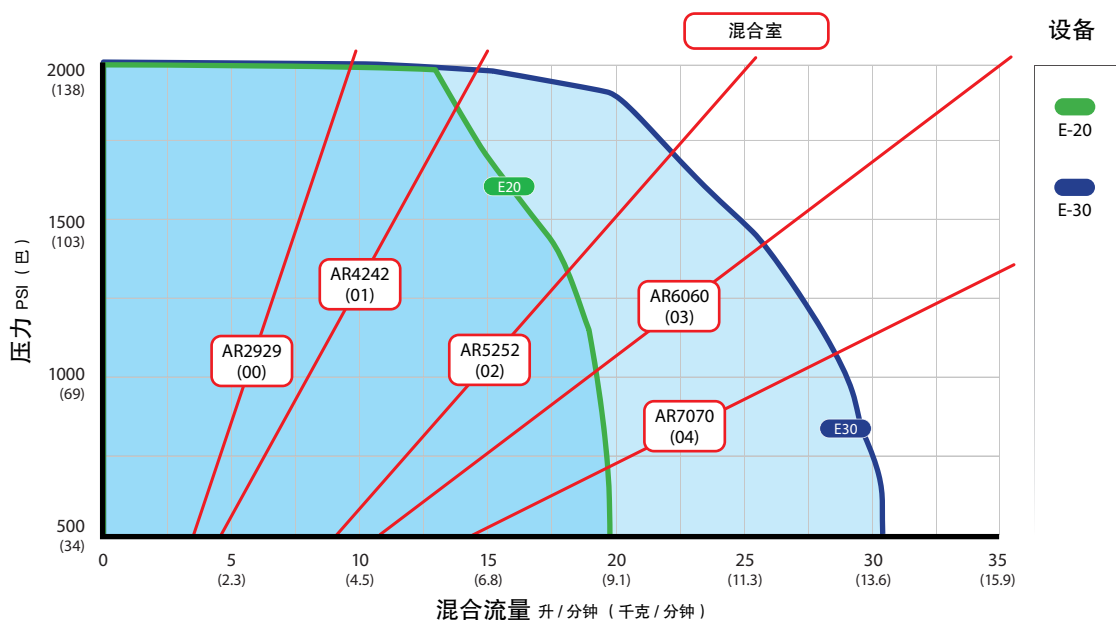 混合室
设备
2000
(138)
E-20
E20
E-30
1500
(103)
AR4242
(01)
AR6060
(03)
压力 PSI ( 巴 )
AR2929
(00)
AR5252
(02)
1000
(69)
AR7070
(04)
E30
500
(34)
0 5 10 15 20 25 30 35
(2.3) (4.5) (6.8) (9.1) (11.3) (13.6) (15.9)
混合流量 升 / 分钟 ( 千克 / 分钟 )